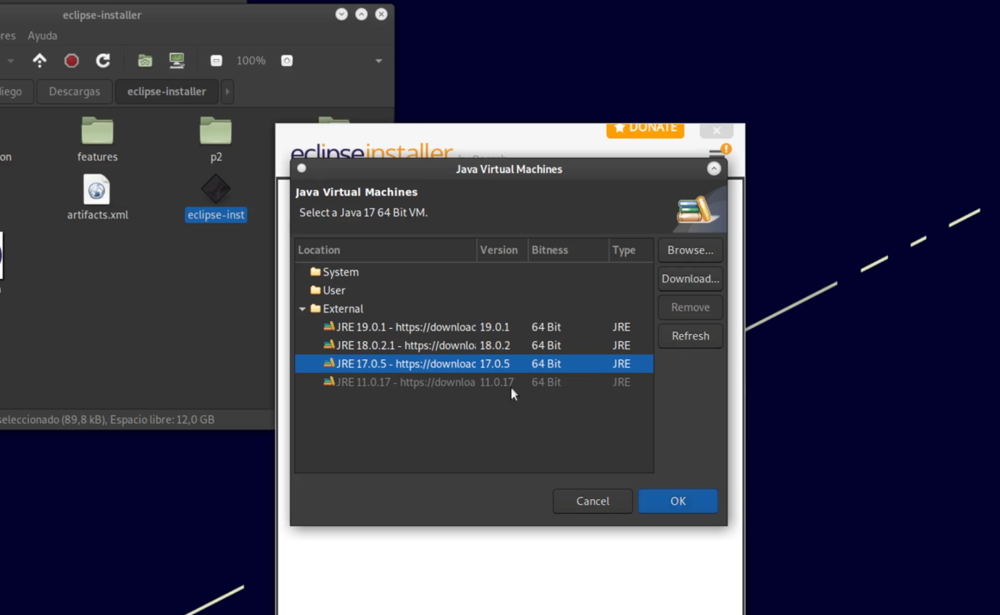 eclipse-installer
res Ayuda
100%
iego Descargas eclipse-installer
on features p2
artifacts.xml eclipse-inst
seleccionado (89,8 kB), Espacio libre: 12,0 GB
DONATE
eclipse installer by
Java Virtual Machines
Java Virtual Machines
Select a Java 17 64 Bit VM.
Location Version Bitness Type
System
User
External
JRE 19.0.1 - https://downloac 19.0.1 64 Bit JRE
JRE 18.0.2.1 - https://downlo 18.0.2 64 Bit JRE
JRE 17.0.5 - https://downloac 17.0.5 64 Bit JRE
JRE 11.0.17 - https://downloa 11.0.17 64 Bit JRE
Browse...
Download...
Remove
Refresh
Cancel OK